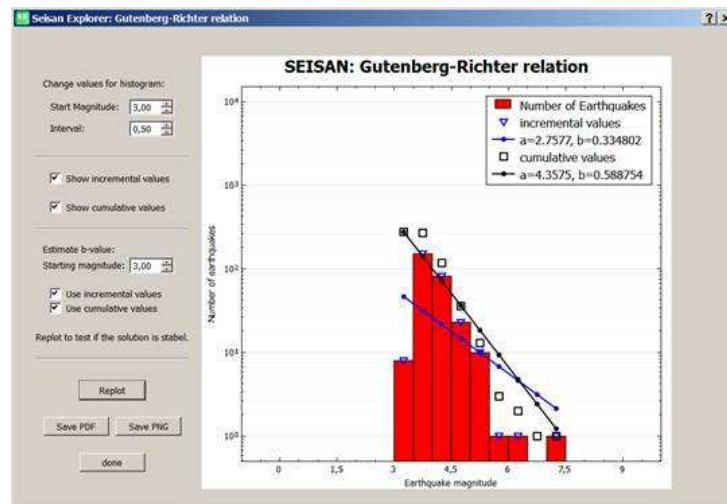 Seisan Explorer: Gutenberg-Richter relation
Change values for histogram:
Start Magnitude: 3,00
Interval: 0,50
Show incremental values
Show cumulative values
Estimate b-value:
Starting magnitude: 3,00
Use incremental values
Use cumulative values
Replot to test if the solution is stabel.
Replot
Save PDF Save PNG
done
SEISAN: Gutenberg-Richter relation
Number of Earthquakes
incremental values
a=2.7577, b=0.334802
cumulative values
a=4.3575, b=0.588754
Number of earthquakes
10⁴
10³
10²
10¹
10⁰
0 1,5 3 4,5 6 7,5 9
Earthquake magnitude